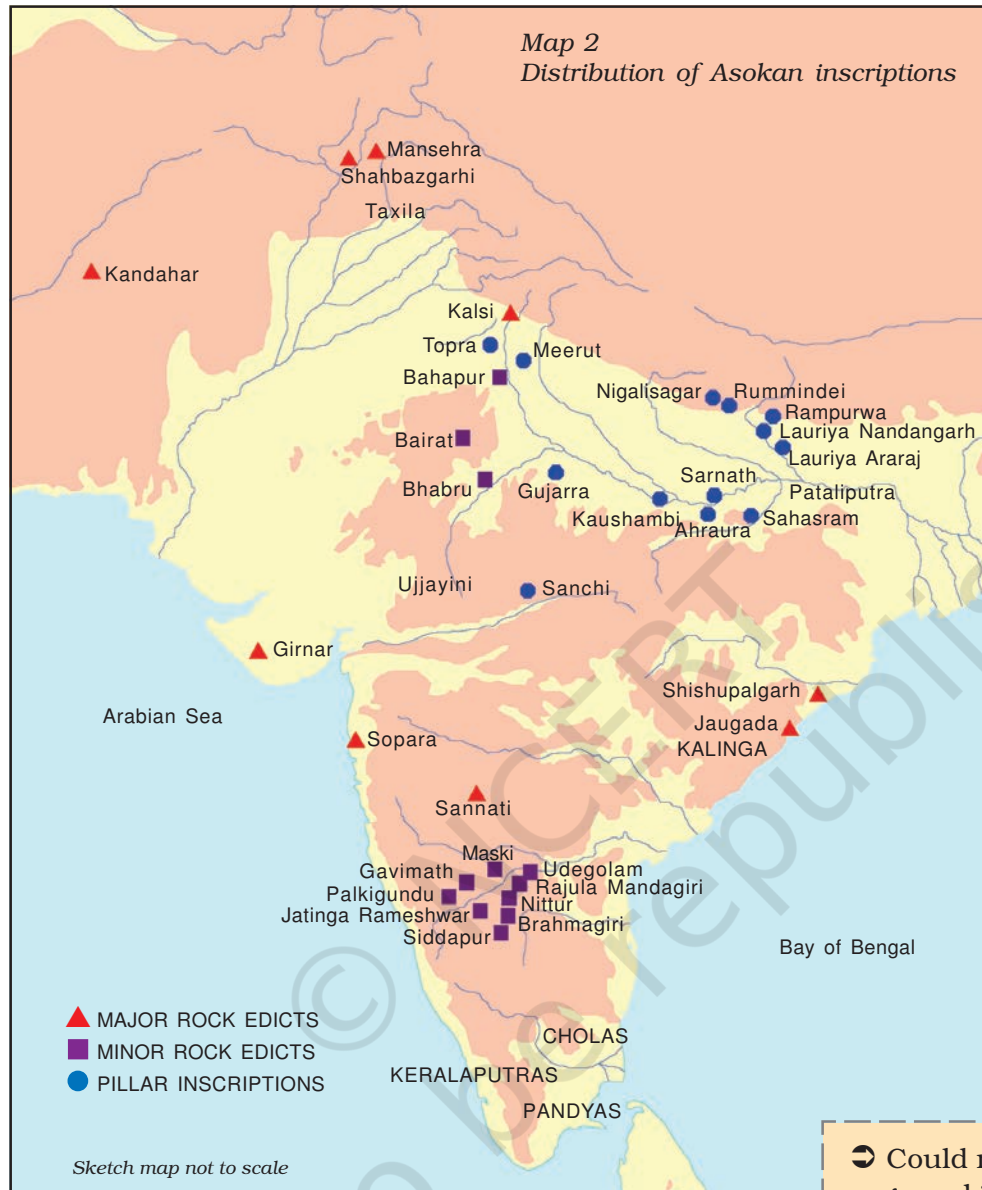 Map 2
Distribution of Asokan inscriptions
Mansehra
Shahbazgarhi
Taxila
Kandahar
Kalsi
Topra
Meerut
Bahapur
Nigalisagar
Rummindei
Rampurwa
Bairat
Lauriya Nandangarh
Lauriya Araraj
Bhabru
Gujarra
Sarnath
Pataliputra
Kaushambi
Sahasram
Ahraura
Ujjayini
Sanchi
Girnar
Shishupalgarh
Arabian Sea
Jaugada
Sopara
KALINGA
Sannati
Maski
Gavimath
Udegolam
Palkigundu
Rajula Mandagiri
Nittur
Jatinga Rameshwar
Brahmagiri
Siddapur
Bay of Bengal
MAJOR ROCK EDICTS
MINOR ROCK EDICTS
PILLAR INSCRIPTIONS
CHOLAS
KERALAPUTRAS
PANDYAS
Sketch map not to scale
© NCERT
be republis
➲ Could